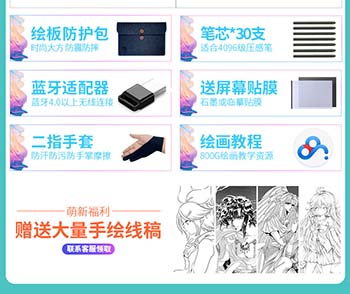 绘板防护包
时尚大方 防震防摔
笔芯*30支
适合4096级压感笔
蓝牙适配器
蓝牙4.0以上无线连接
送屏幕贴膜
石墨或临摹贴膜
二指手套
防汗防污防手掌摩擦
绘画教程
800G绘画教学资源
萌新福利
赠送大量手绘线稿
联系客服领取